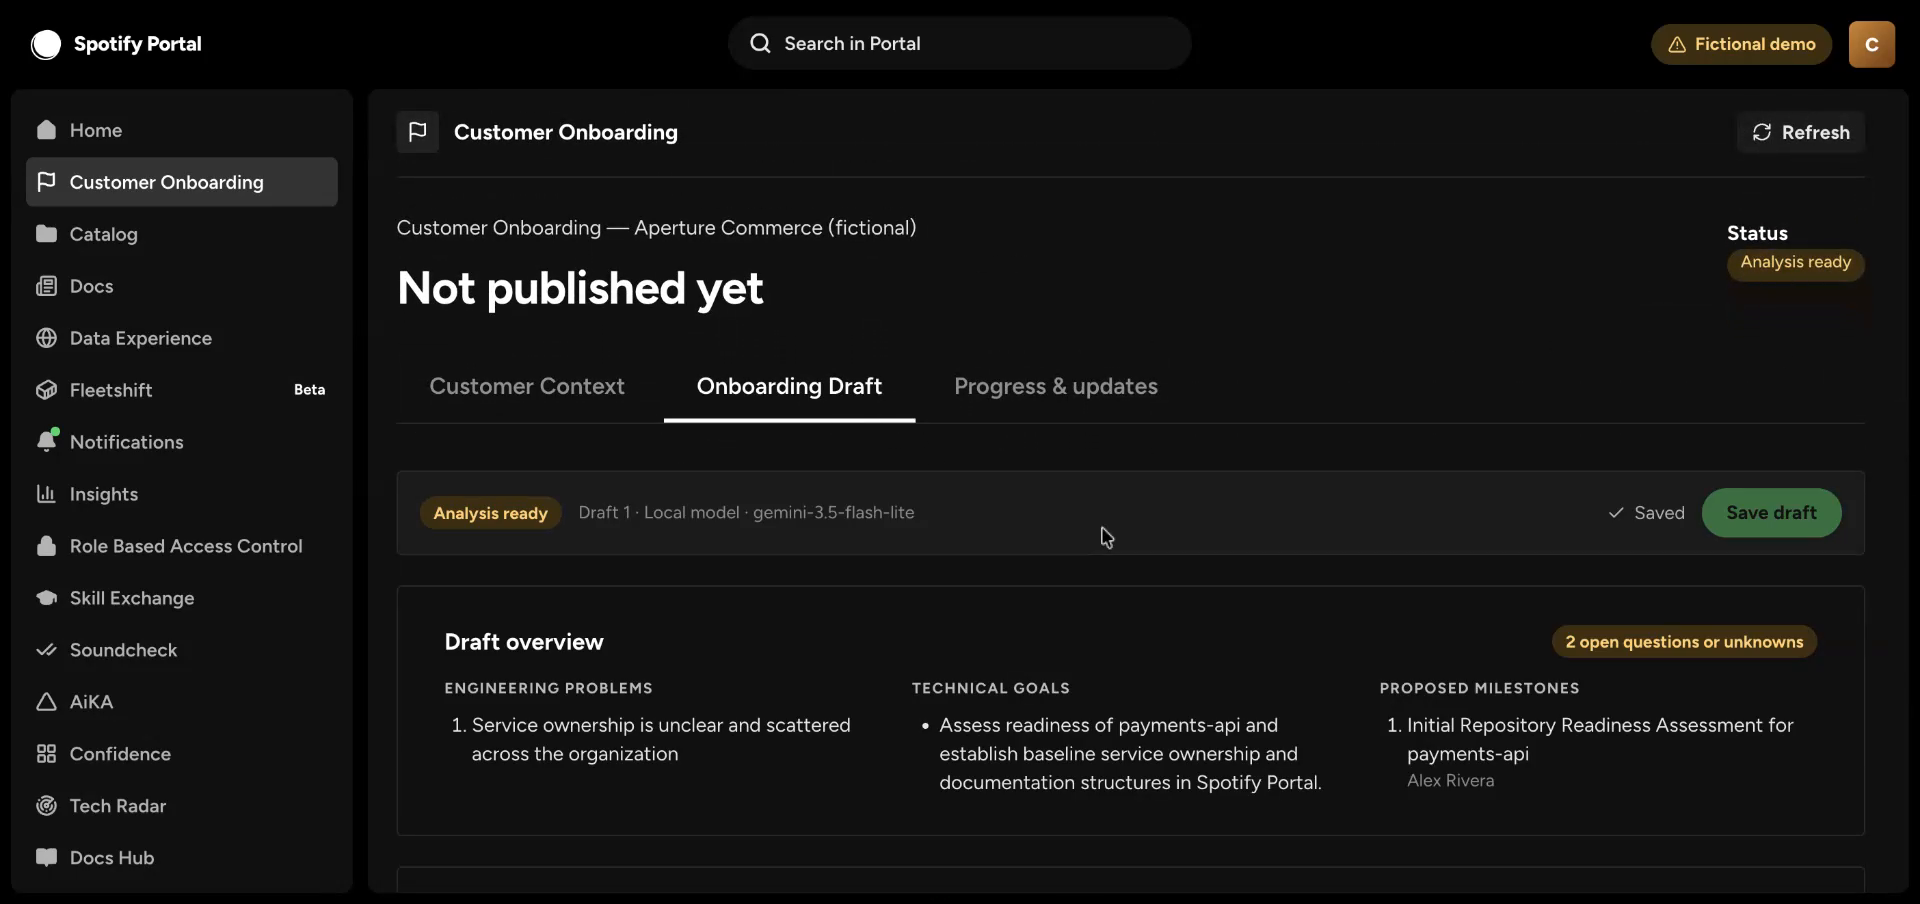 Spotify Portal
Search in Portal
Fictional demo
C
Home
Customer Onboarding
Catalog
Docs
Data Experience
Fleetshift
Beta
Notifications
Insights
Role Based Access Control
Skill Exchange
Soundcheck
AiKA
Confidence
Tech Radar
Docs Hub
Customer Onboarding
Refresh
Customer Onboarding — Aperture Commerce (fictional)
Not published yet
Status
Analysis ready
Customer Context
Onboarding Draft
Progress & updates
Analysis ready
Draft 1 · Local model · gemini-3.5-flash-lite
Saved
Save draft
Draft overview
2 open questions or unknowns
ENGINEERING PROBLEMS
1. Service ownership is unclear and scattered
across the organization
TECHNICAL GOALS
• Assess readiness of payments-api and
establish baseline service ownership and
documentation structures in Spotify Portal.
PROPOSED MILESTONES
1. Initial Repository Readiness Assessment for
payments-api
Alex Rivera